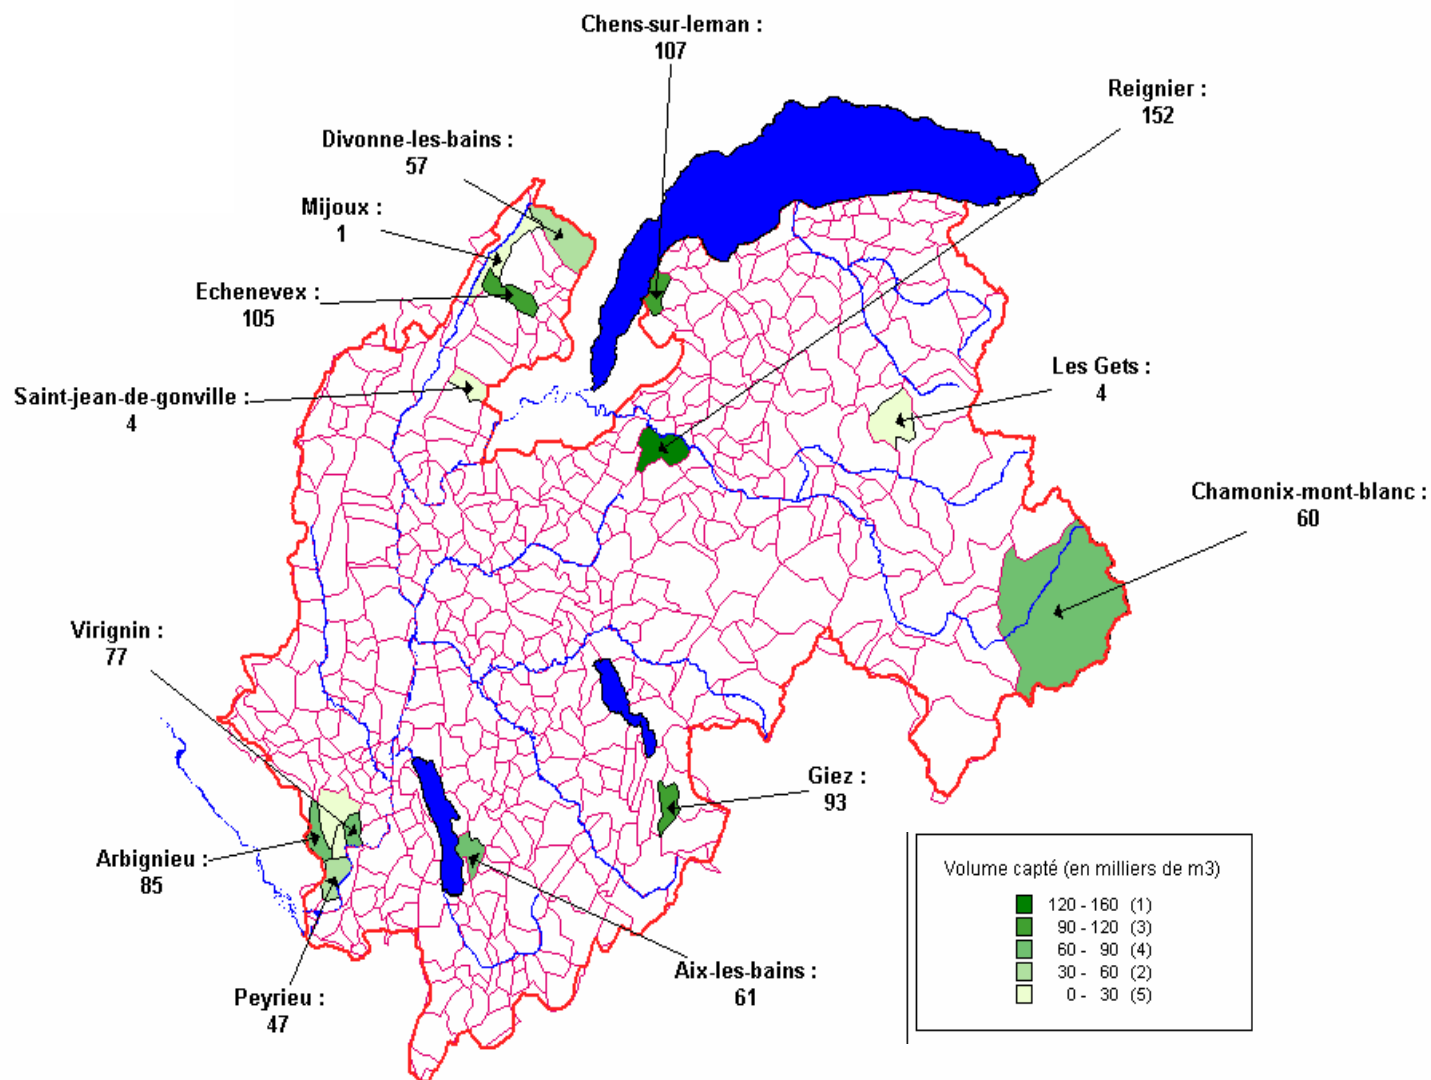 Chens-sur-leman :
107
Reignier :
152
Divonne-les-bains :
57
Mijoux :
1
Echenevex :
105
Les Gets :
4
Saint-jean-de-gonville :
4
Chamonix-mont-blanc :
60
Virignin :
77
Giez :
93
Arbignieu :
85
Aix-les-bains :
61
Peyrieu :
47
Volume capté (en milliers de m3)
120 - 160 (1)
90 - 120 (3)
60 - 90 (4)
30 - 60 (2)
0 - 30 (5)